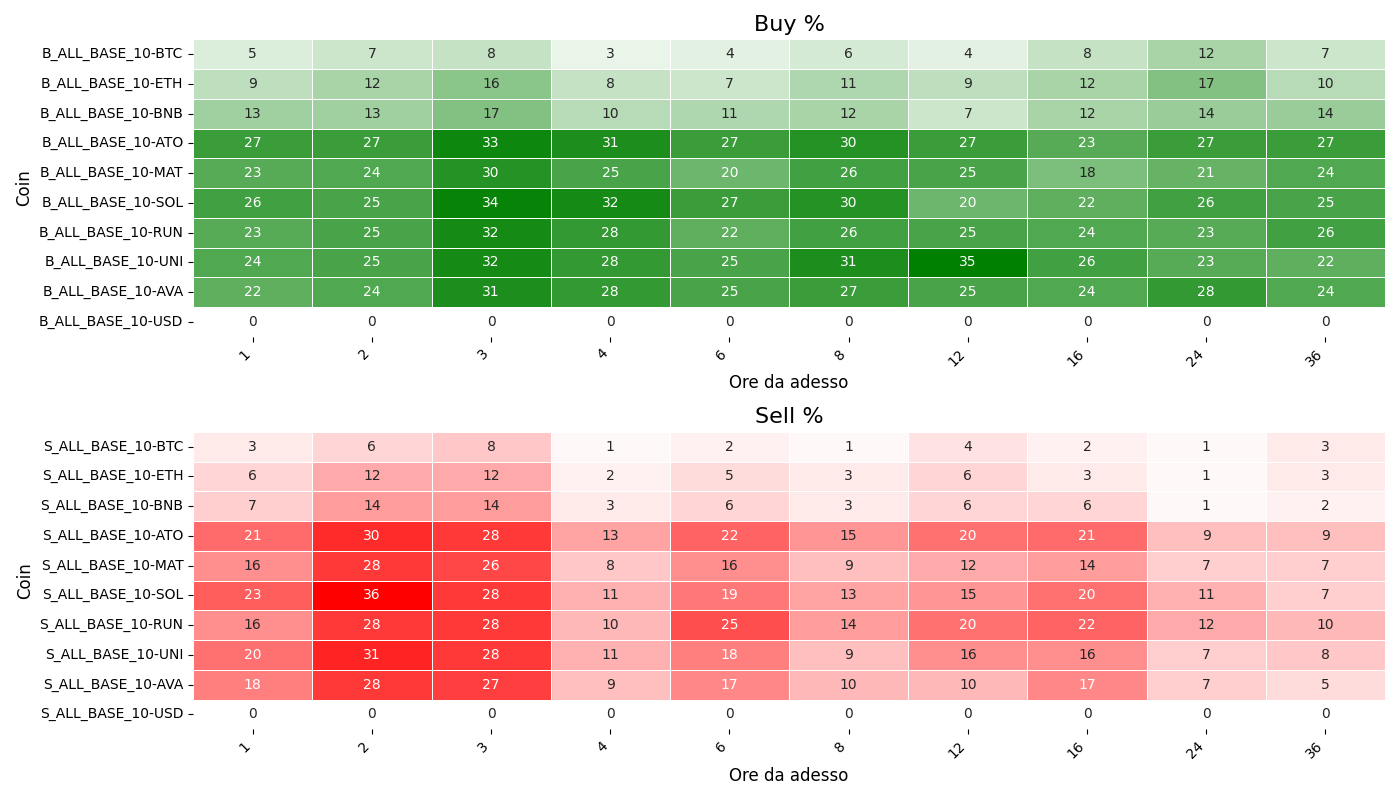 Buy %
Coin
B_ALL_BASE_10-BTC 5 7 8 3 4 6 4 8 12 7
B_ALL_BASE_10-ETH 9 12 16 8 7 11 9 12 17 10
B_ALL_BASE_10-BNB 13 13 17 10 11 12 7 12 14 14
B_ALL_BASE_10-ATO 27 27 33 31 27 30 27 23 27 27
B_ALL_BASE_10-MAT 23 24 30 25 20 26 25 18 21 24
B_ALL_BASE_10-SOL 26 25 34 32 27 30 20 22 26 25
B_ALL_BASE_10-RUN 23 25 32 28 22 26 25 24 23 26
B_ALL_BASE_10-UNI 24 25 32 28 25 31 35 26 23 22
B_ALL_BASE_10-AVA 22 24 31 28 25 27 25 24 28 24
B_ALL_BASE_10-USD 0 0 0 0 0 0 0 0 0 0
1 2 3 4 6 8 12 16 24 36
Ore da adesso
Sell %
Coin
S_ALL_BASE_10-BTC 3 6 8 1 2 1 4 2 1 3
S_ALL_BASE_10-ETH 6 12 12 2 5 3 6 3 1 3
S_ALL_BASE_10-BNB 7 14 14 3 6 3 6 6 1 2
S_ALL_BASE_10-ATO 21 30 28 13 22 15 20 21 9 9
S_ALL_BASE_10-MAT 16 28 26 8 16 9 12 14 7 7
S_ALL_BASE_10-SOL 23 36 28 11 19 13 15 20 11 7
S_ALL_BASE_10-RUN 16 28 28 10 25 14 20 22 12 10
S_ALL_BASE_10-UNI 20 31 28 11 18 9 16 16 7 8
S_ALL_BASE_10-AVA 18 28 27 9 17 10 10 17 7 5
S_ALL_BASE_10-USD 0 0 0 0 0 0 0 0 0 0
1 2 3 4 6 8 12 16 24 36
Ore da adesso